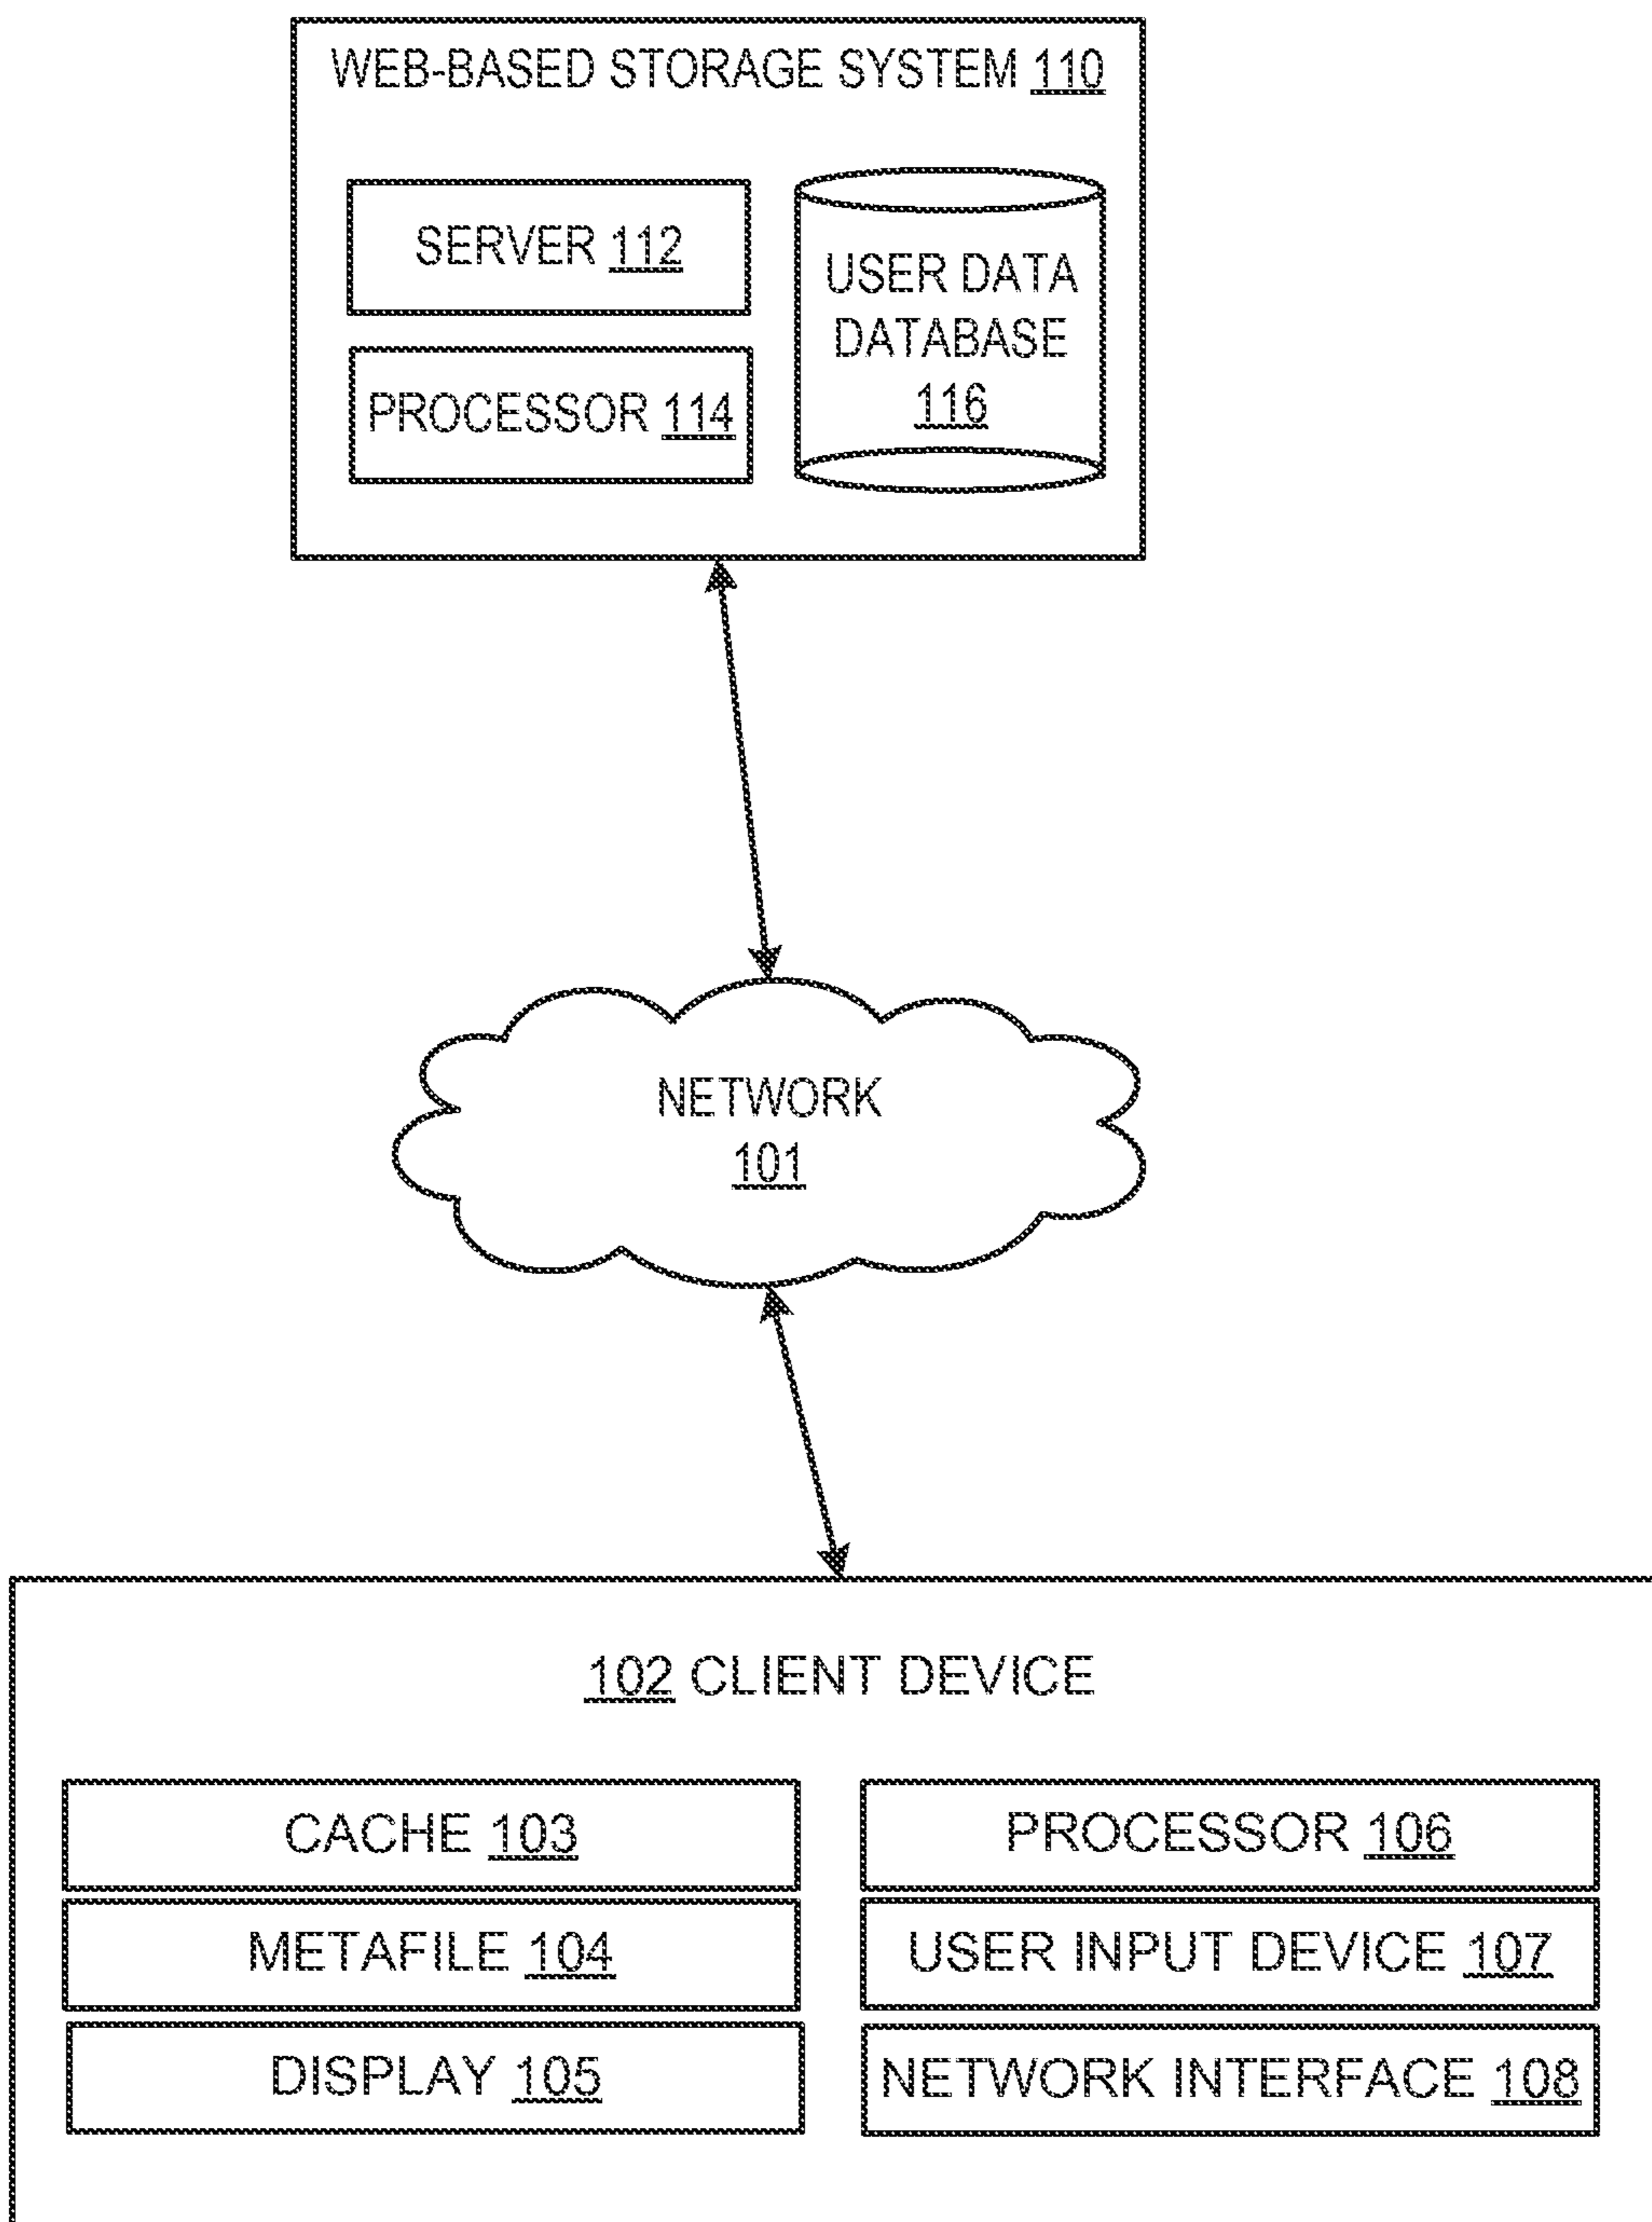 WEB-BASED STORAGE SYSTEM 110
SERVER 112
PROCESSOR 114
USER DATA
DATABASE
116
NETWORK
101
102 CLIENT DEVICE
CACHE 103
METAFILE 104
DISPLAY 105
PROCESSOR 106
USER INPUT DEVICE 107
NETWORK INTERFACE 108